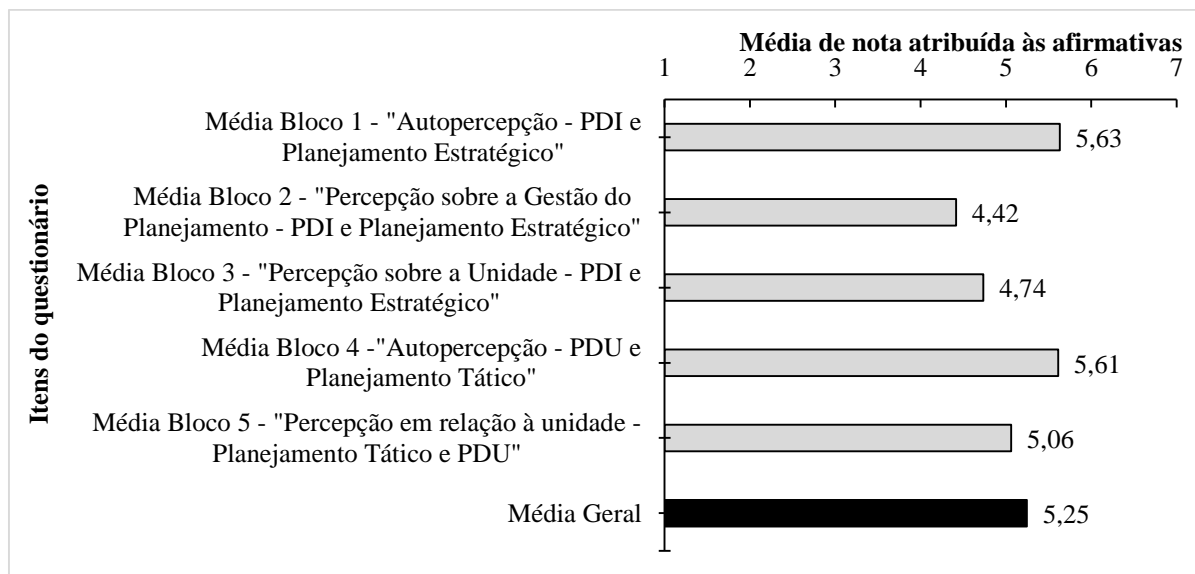 Média de nota atribuída às afirmativas
1 2 3 4 5 6 7
Itens do questionário
Média Bloco 1 - "Autopercepção - PDI e
Planejamento Estratégico"
5,63
Média Bloco 2 - "Percepção sobre a Gestão do
Planejamento - PDI e Planejamento Estratégico"
4,42
Média Bloco 3 - "Percepção sobre a Unidade - PDI e
Planejamento Estratégico"
4,74
Média Bloco 4 -"Autopercepção - PDU e
Planejamento Tático"
5,61
Média Bloco 5 - "Percepção em relação à unidade -
Planejamento Tático e PDU"
5,06
Média Geral
5,25